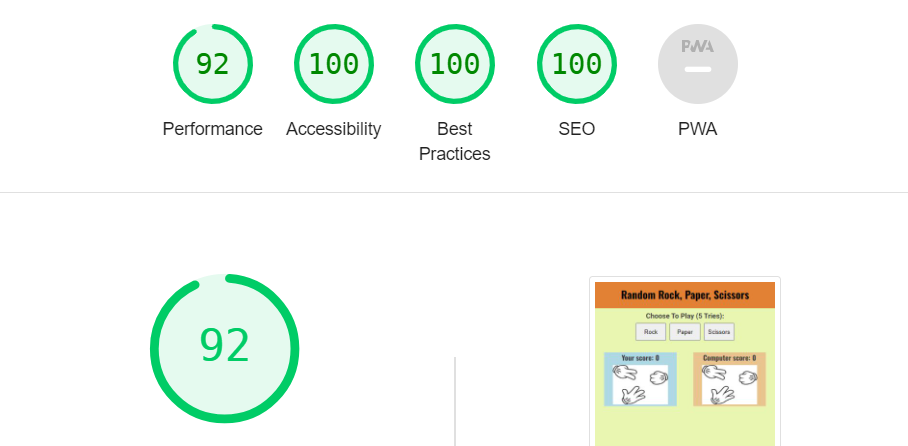 92
100
100
100
PWA
Performance
Accessibility
Best
Practices
SEO
PWA
92
Random Rock, Paper, Scissors
Choose To Play (5 Tries):
Rock
Paper
Scissors
Your score: 0
Computer score: 0